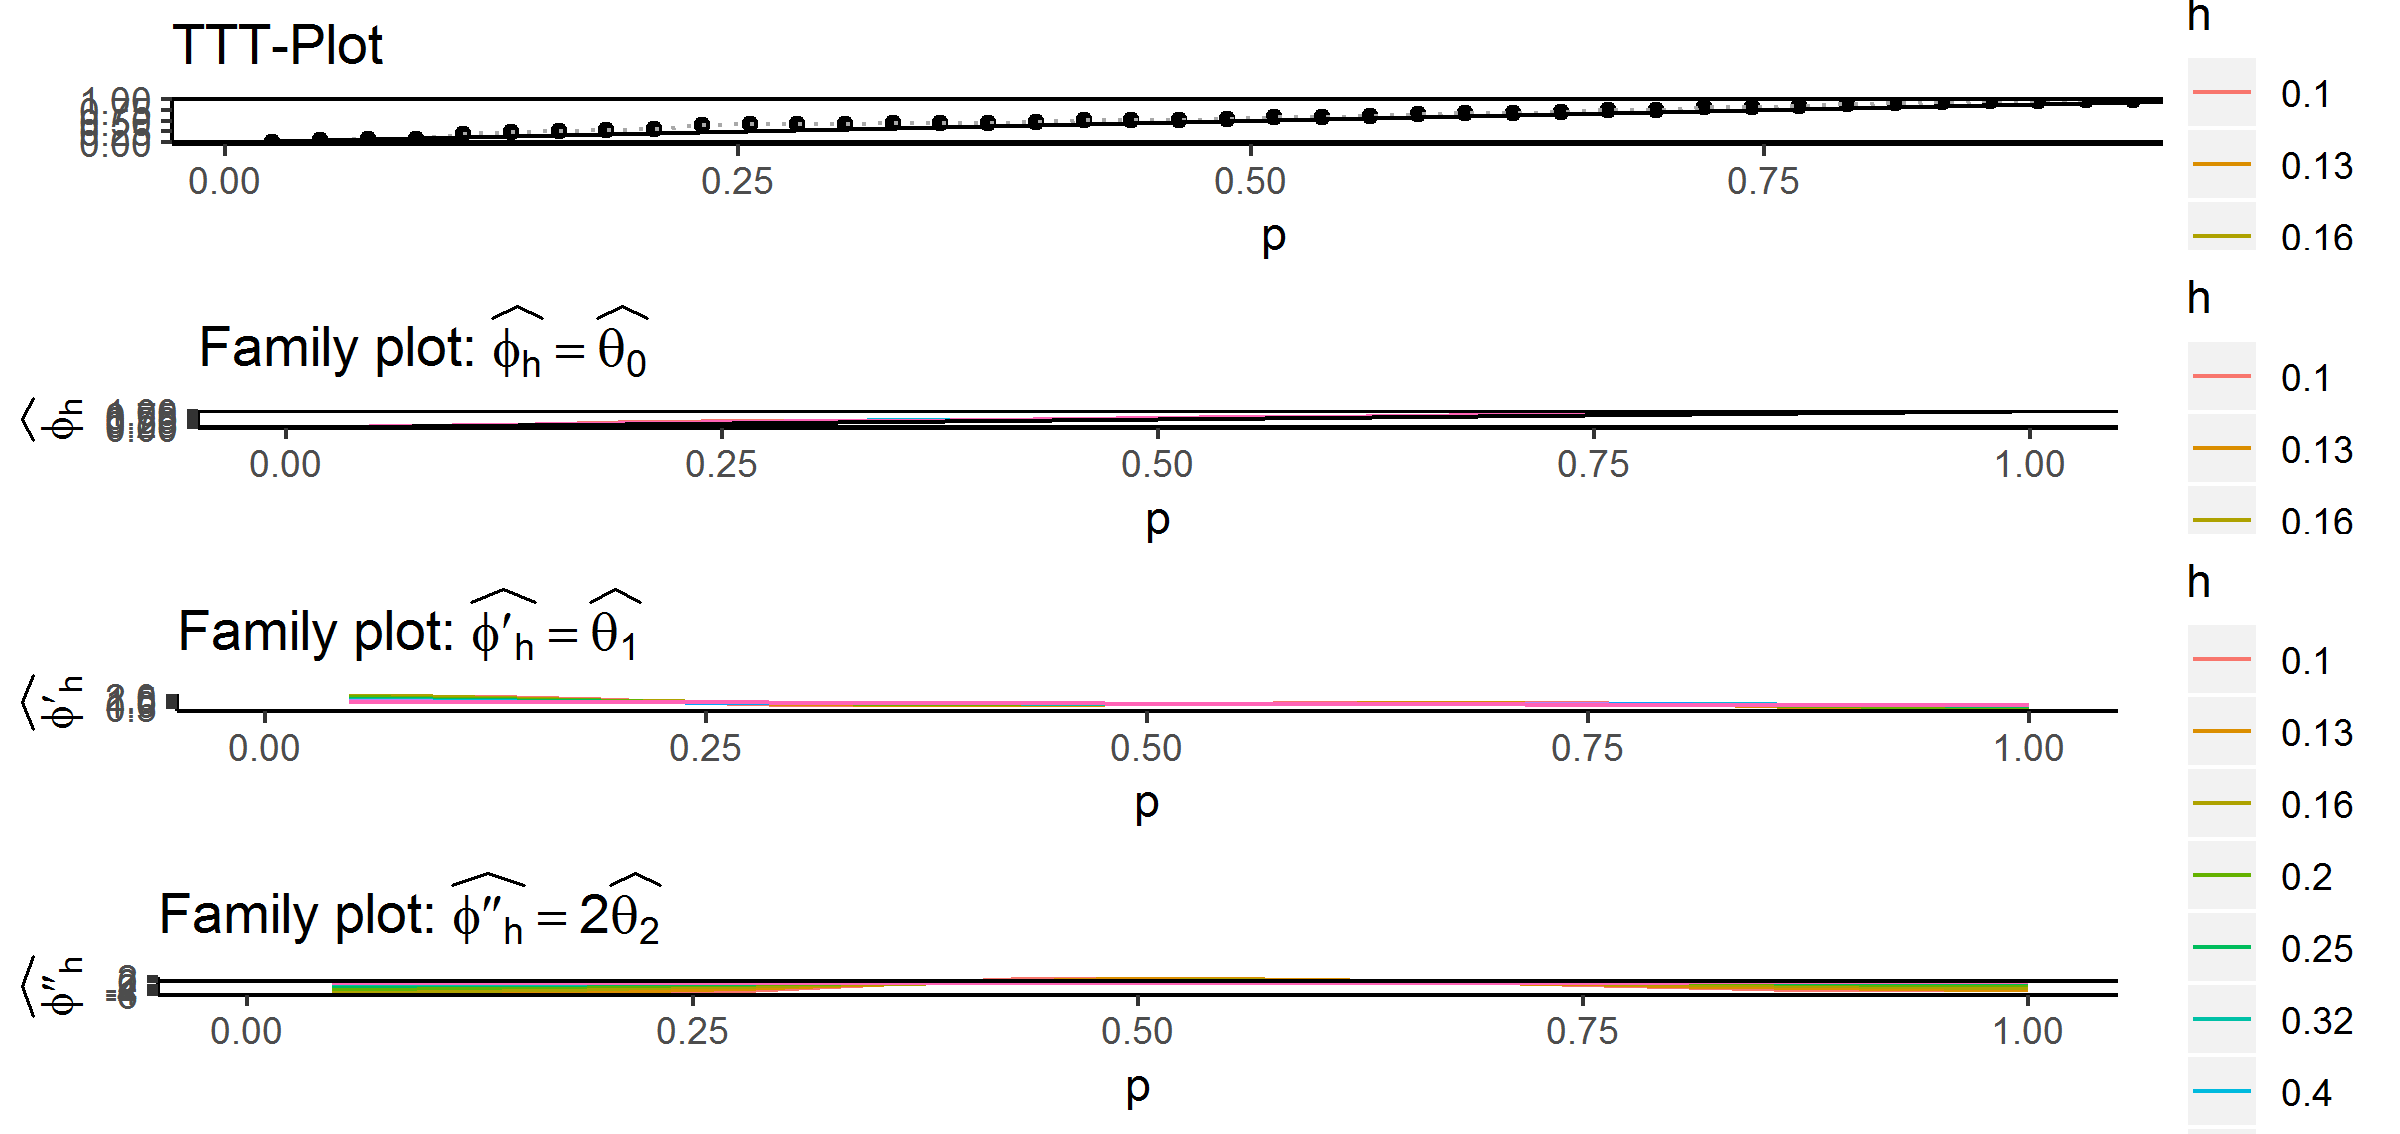 TTT-Plot
h
0.1
0.13
0.16
1.00
0.00
0.00 0.25 0.50 0.75
p
Family plot: ϕ̂h = θ̂0
h
0.1
0.13
0.16
ϕ̂h
0.00 0.25 0.50 0.75 1.00
p
Family plot: ϕ̂′h = θ̂1
h
0.1
0.13
0.16
0.2
0.25
0.32
0.4
ϕ̂′h
0.00 0.25 0.50 0.75 1.00
p
Family plot: ϕ̂″h = 2θ̂2
ϕ̂″h
0.00 0.25 0.50 0.75 1.00
p